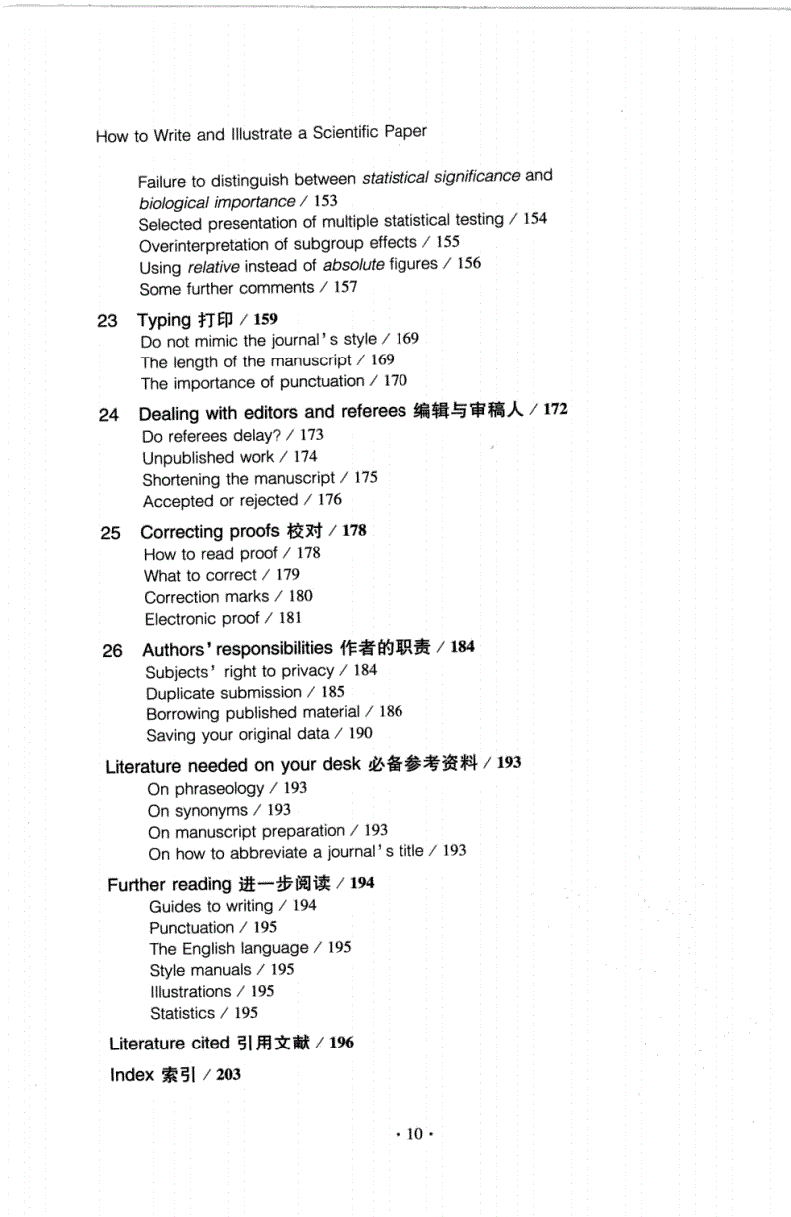 How to Write and Illustrate a Scientific Paper
Failure to distinguish between statistical significance and
biological importance / 153
Selected presentation of multiple statistical testing / 154
Overinterpretation of subgroup effects / 155
Using relative instead of absolute figures / 156
Some further comments / 157
23 Typing 打印 / 159
Do not mimic the journal's style / 169
The length of the manuscript / 169
The importance of punctuation / 170
24 Dealing with editors and referees 编辑与审稿人 / 172
Do referees delay? / 173
Unpublished work / 174
Shortening the manuscript / 175
Accepted or rejected / 176
25 Correcting proofs 校对 / 178
How to read proof / 178
What to correct / 179
Correction marks / 180
Electronic proof / 181
26 Authors' responsibilities 作者的职责 / 184
Subjects' right to privacy / 184
Duplicate submission / 185
Borrowing published material / 186
Saving your original data / 190
Literature needed on your desk 必备参考资料 / 193
On phraseology / 193
On synonyms / 193
On manuscript preparation / 193
On how to abbreviate a journal's title / 193
Further reading 进一步阅读 / 194
Guides to writing / 194
Punctuation / 195
The English language / 195
Style manuals / 195
Illustrations / 195
Statistics / 195
Literature cited 引用文献 / 196
Index 索引 / 203
· 10 ·